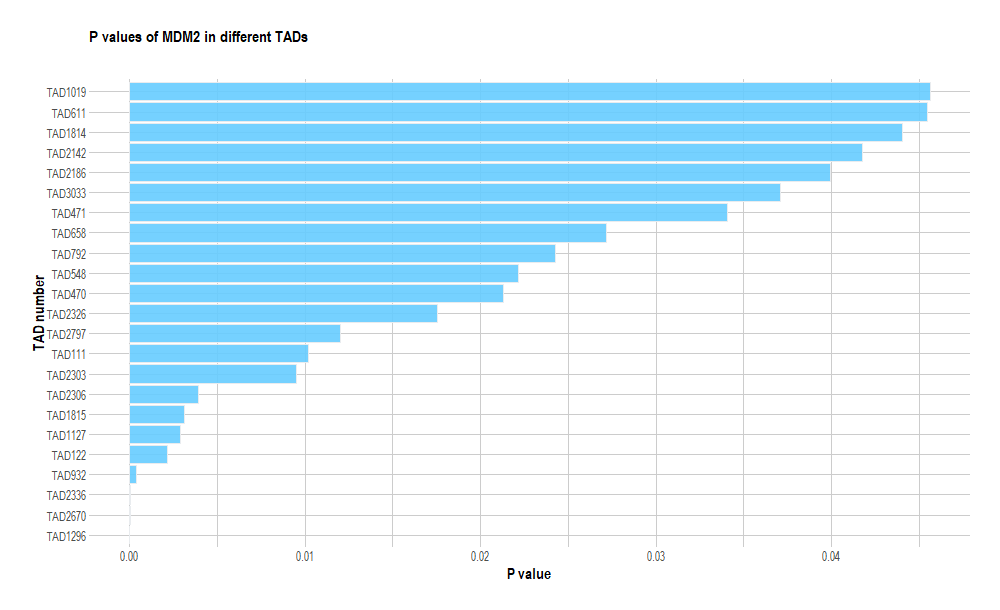 P values of MDM2 in different TADs
TAD1019
TAD611
TAD1814
TAD2142
TAD2186
TAD3033
TAD471
TAD658
TAD792
TAD548
TAD470
TAD2326
TAD2797
TAD111
TAD2303
TAD2306
TAD1815
TAD1127
TAD122
TAD932
TAD2336
TAD2670
TAD1296
TAD number
0.00 0.01 0.02 0.03 0.04
P value